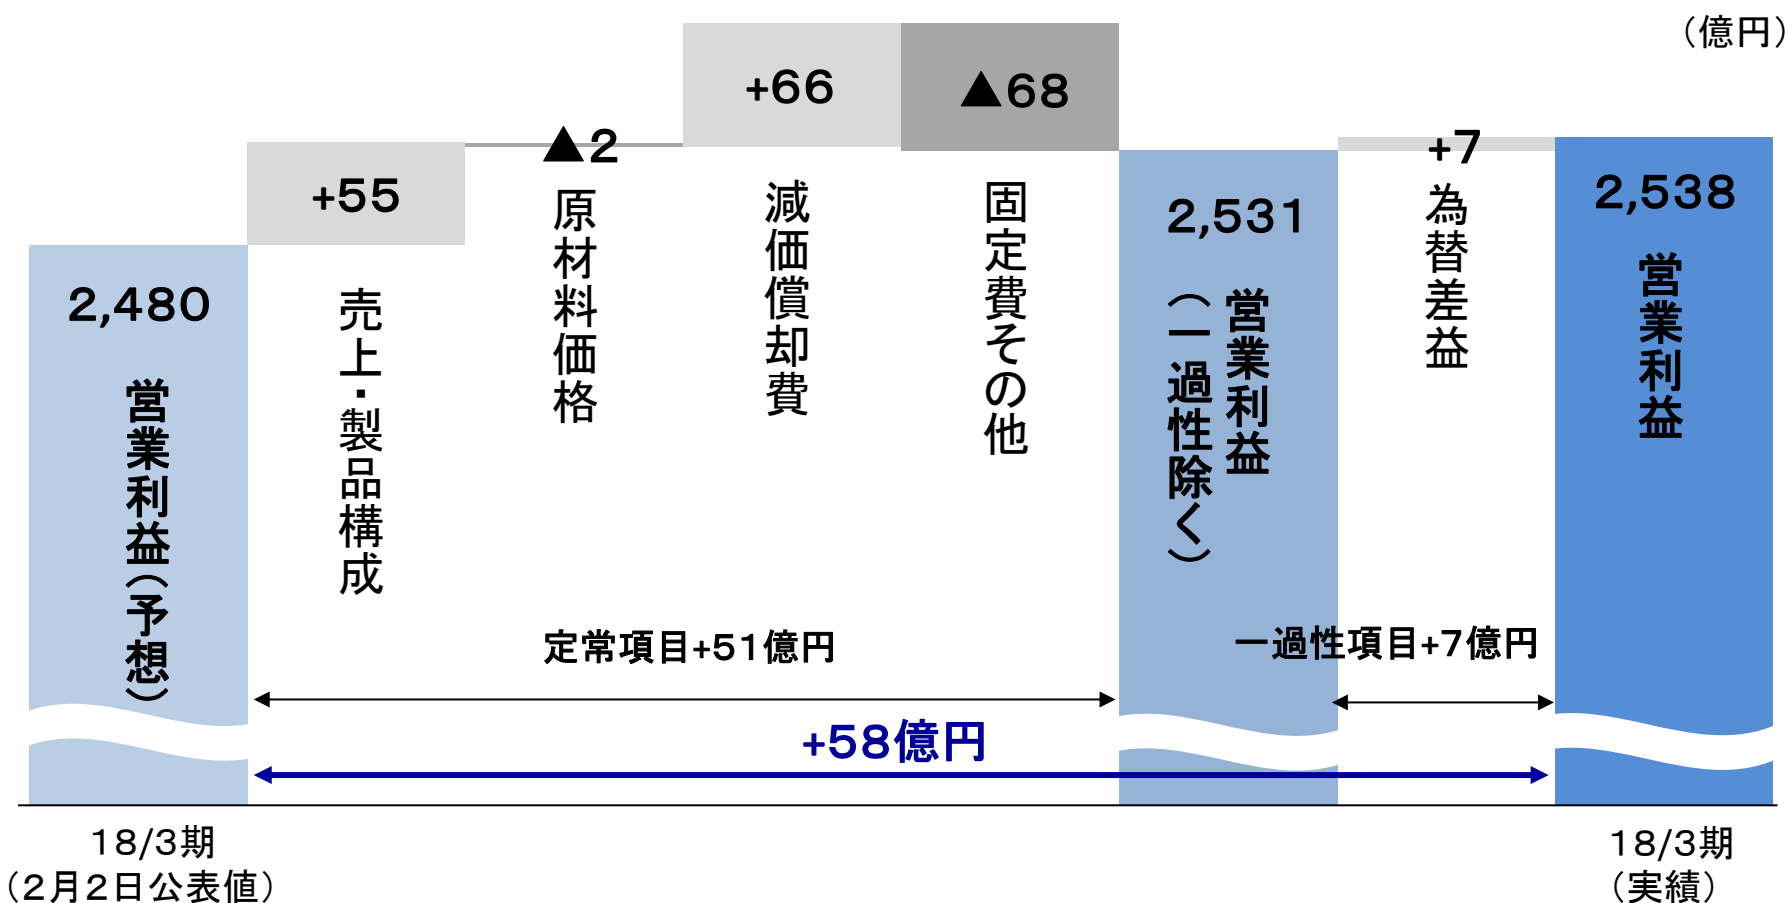 （億円）
+55
▲2
+66
▲68
+7
2,480
2,531
2,538
営業利益（予想）
売上・製品構成
原材料価格
減価償却費
固定費その他
営業利益
（一過性除く）
為替差益
営業利益
定常項目+51億円
一過性項目+7億円
+58億円
18/3期
（2月2日公表値）
18/3期
（実績）